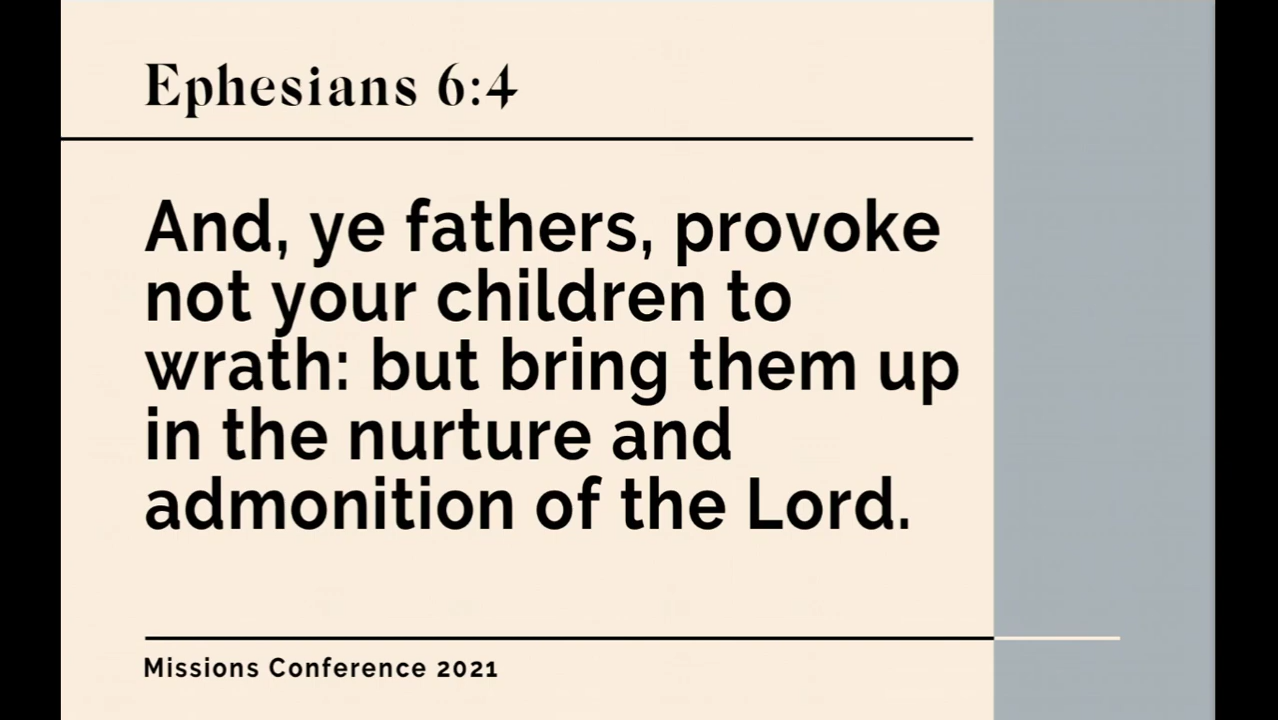 Ephesians 6:4
And, ye fathers, provoke
not your children to
wrath: but bring them up
in the nurture and
admonition of the Lord.
Missions Conference 2021